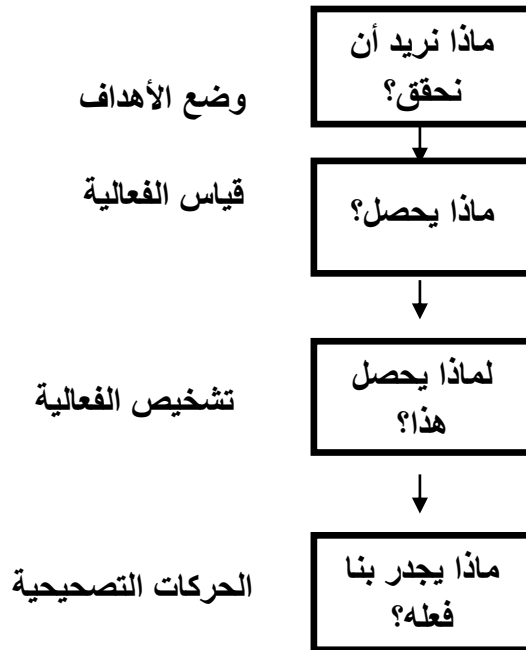 ماذا نريد أن
نحقق؟
وضع الأهداف
ماذا يحصل؟
قياس الفعالية
لماذا يحصل
هذا؟
تشخيص الفعالية
ماذا يجدر بنا
فعله؟
الحركات التصحيحية